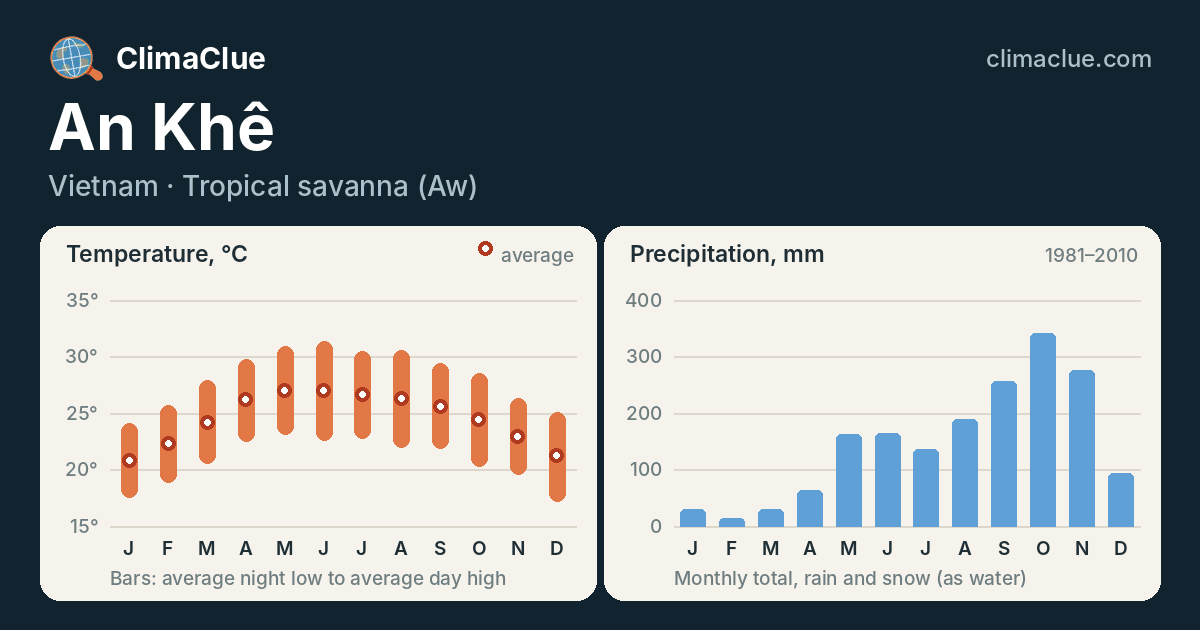 ClimaClue
climaclue.com
An Khê
Vietnam · Tropical savanna (Aw)
Temperature, °C
average
35°
30°
25°
20°
15°
J F M A M J J A S O N D
Bars: average night low to average day high
Precipitation, mm
1981–2010
400
300
200
100
0
J F M A M J J A S O N D
Monthly total, rain and snow (as water)